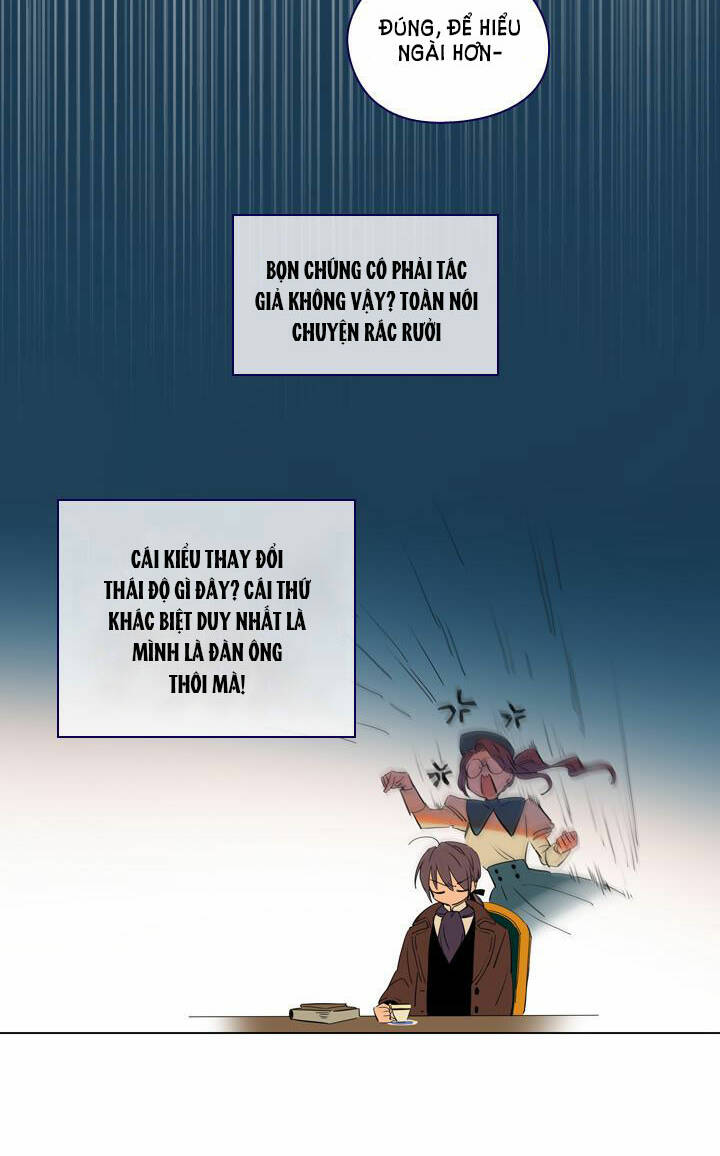 ĐÚNG, ĐỂ HIỂU
NGÀI HƠN-
BỌN CHÚNG CÓ PHẢI TÁC
GIẢ KHÔNG VẬY? TOÀN NÓI
CHUYỆN RÁC RƯỞI
CÁI KIỂU THAY ĐỔI
THÁI ĐỘ GÌ ĐÂY? CÁI THỨ
KHÁC BIỆT DUY NHẤT LÀ
MÌNH LÀ ĐÀN ÔNG
THÔI MÀ!